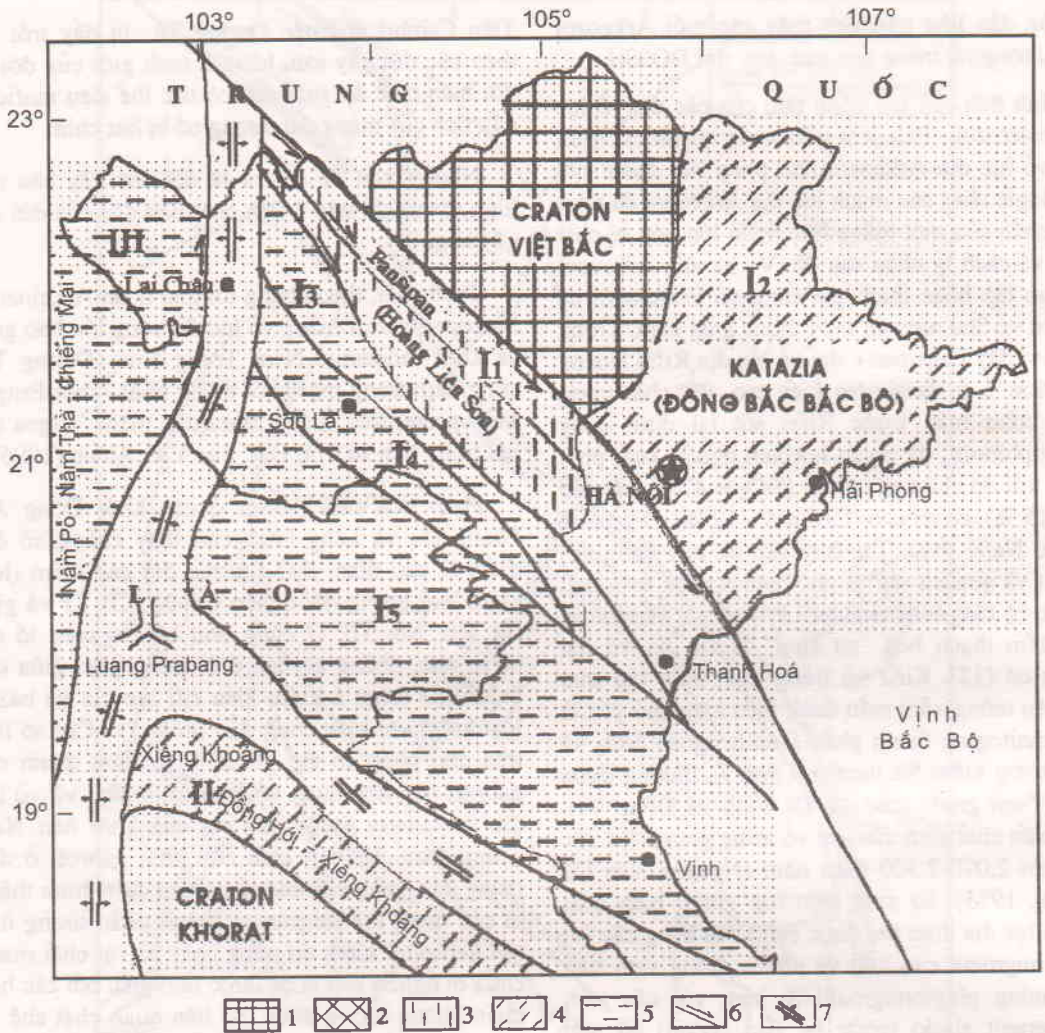 103° 105° 107°
T R U N G Q U Ố C
23°
CRATON
VIỆT BẮC
Lai Châu
I3
Fansipan
(Hoàng Liên Sơn)
I1
I2
KATAZIA
(ĐÔNG BẮC BẮC BỘ)
Nậm Pô, Nậm Thà (Chiềng Mai)
Sơn La
I4
21°
HÀ NỘI
Hải Phòng
L À O
I5
Luang Prabang
Thanh Hoá
Vịnh
Bắc Bộ
Xiêng Khoảng
II
19°
Đồng Hới - Xiêng Khoảng
Vinh
CRATON
KHORAT
1 2 3 4 5 6 7